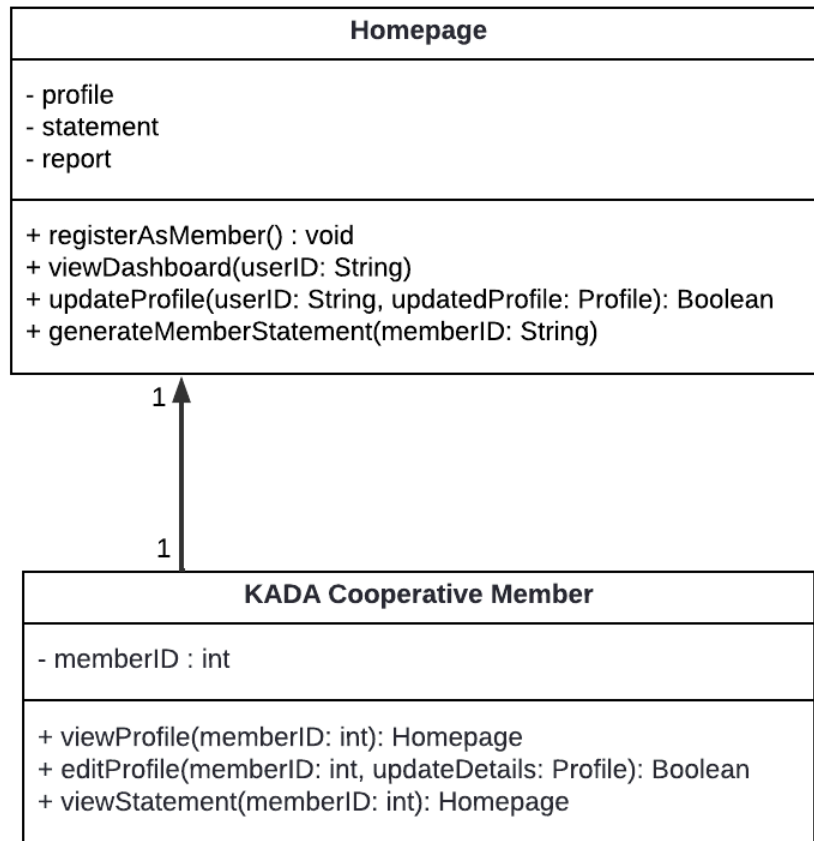 Homepage
- profile
- statement
- report
+ registerAsMember() : void
+ viewDashboard(userID: String)
+ updateProfile(userID: String, updatedProfile: Profile): Boolean
+ generateMemberStatement(memberID: String)
1
1
KADA Cooperative Member
- memberID : int
+ viewProfile(memberID: int): Homepage
+ editProfile(memberID: int, updateDetails: Profile): Boolean
+ viewStatement(memberID: int): Homepage